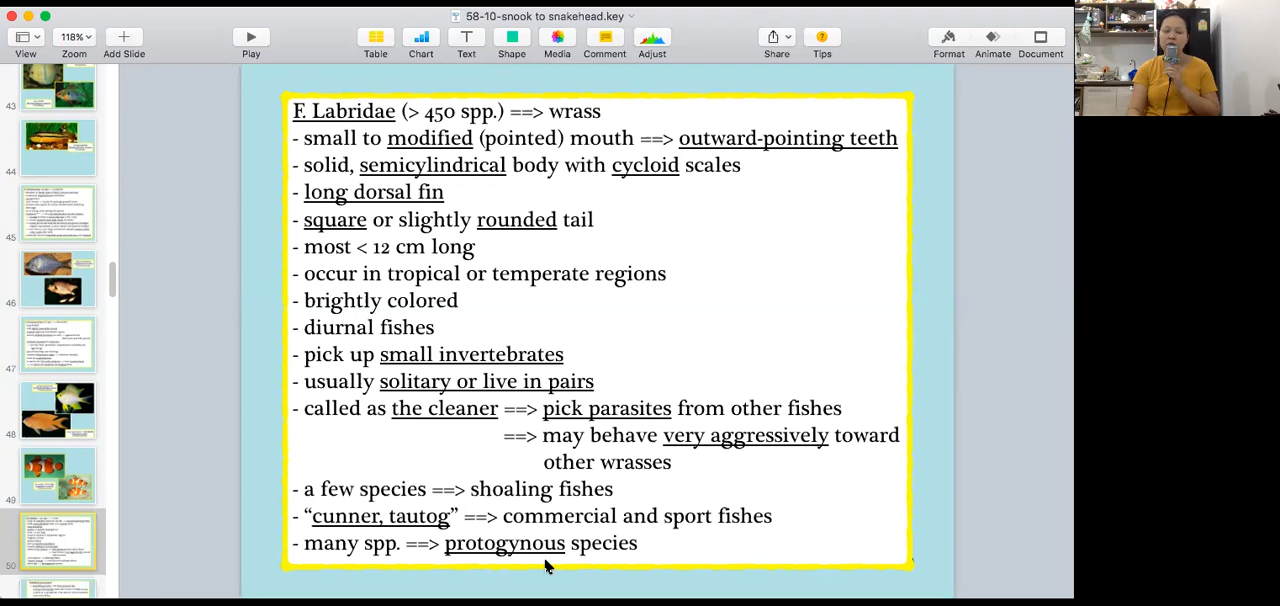 58-10-snook to snakehead.key
118%
View
Zoom
Add Slide
Play
Table
Chart
Text
Shape
Media
Comment
Adjust
Share
Tips
Format
Animate
Document
43
44
45
46
47
48
49
50
F. Labridae (> 450 spp.) ==> wrass
- small to modified (pointed) mouth ==> outward-pointing teeth
- solid, semicylindrical body with cycloid scales
- long dorsal fin
- square or slightly rounded tail
- most < 12 cm long
- occur in tropical or temperate regions
- brightly colored
- diurnal fishes
- pick up small invertebrates
- usually solitary or live in pairs
- called as the cleaner ==> pick parasites from other fishes
==> may behave very aggressively toward
other wrasses
- a few species ==> shoaling fishes
- “cunner, tautog” ==> commercial and sport fishes
- many spp. ==> protogynous species